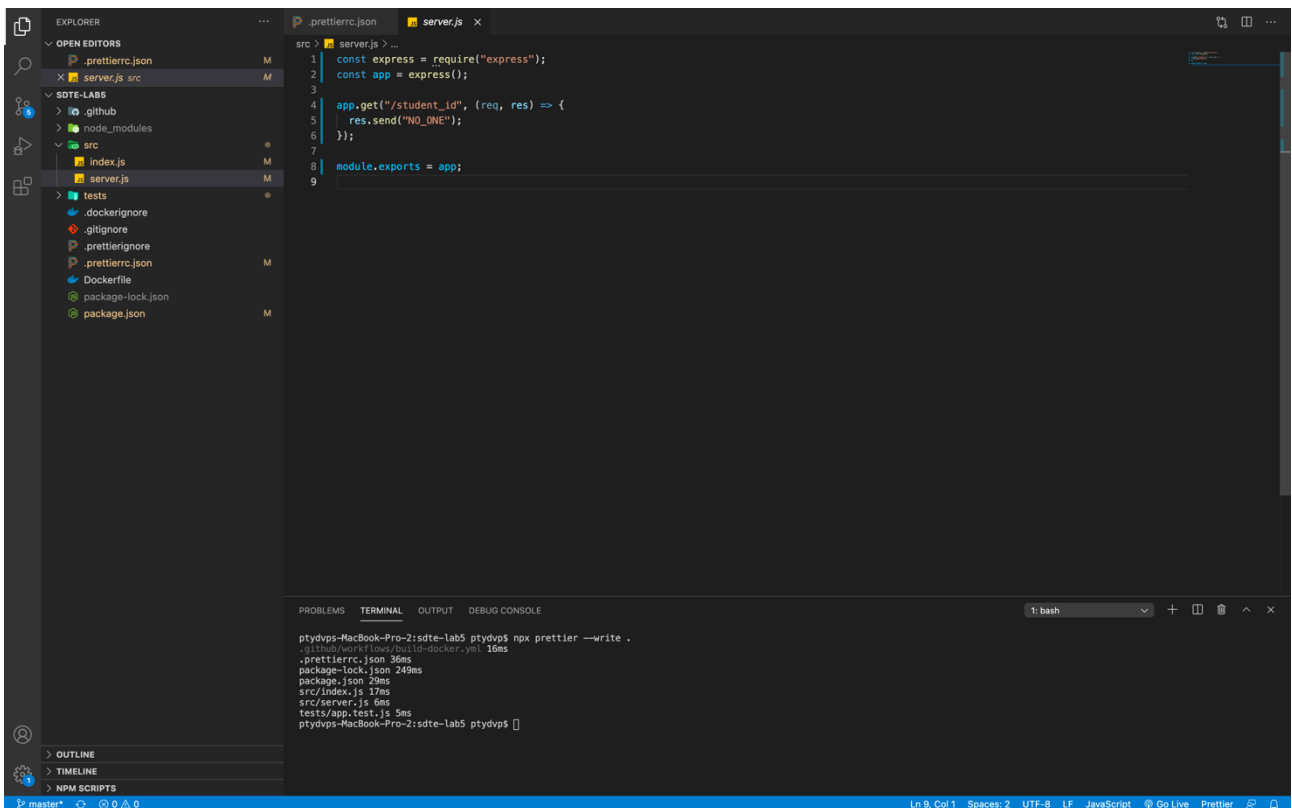 EXPLORER
OPEN EDITORS
.prettierrc.json M
server.js src M
SDTE-LAB5
.github
node_modules
src
index.js M
server.js M
tests
.dockerignore
.gitignore
.prettierignore
.prettierrc.json M
Dockerfile
package-lock.json
package.json M
OUTLINE
TIMELINE
NPM SCRIPTS
5
1
.prettierrc.json
server.js
src > server.js > ...
1 const express = require("express");
2 const app = express();
3
4 app.get("/student_id", (req, res) => {
5 res.send("NO_ONE");
6 });
7
8 module.exports = app;
9
PROBLEMS TERMINAL OUTPUT DEBUG CONSOLE 1: bash
ptydvps-MacBook-Pro-2:sdte-lab5 ptydvp$ npx prettier --write .
.github/workflows/build-docker.yml 16ms
.prettierrc.json 36ms
package-lock.json 249ms
package.json 29ms
src/index.js 17ms
src/server.js 6ms
tests/app.test.js 5ms
ptydvps-MacBook-Pro-2:sdte-lab5 ptydvp$
master* 0 0 Ln 9, Col 1 Spaces: 2 UTF-8 LF JavaScript Go Live Prettier